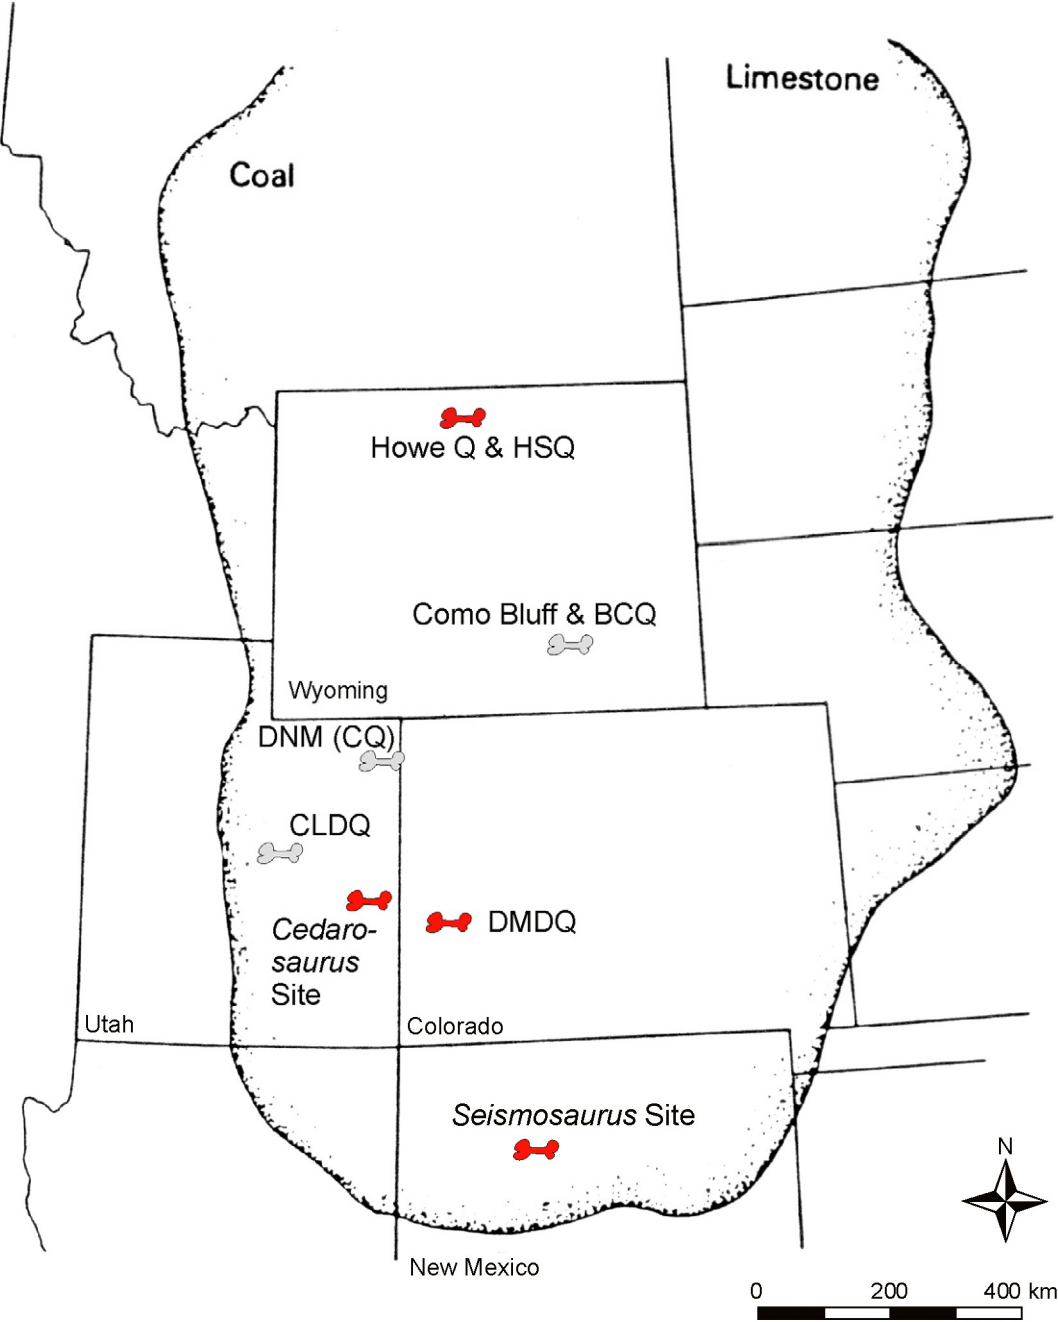 Limestone
Coal
Howe Q & HSQ
Como Bluff & BCQ
Wyoming
DNM (CQ)
CLDQ
Cedaro-
saurus
Site
DMDQ
Utah
Colorado
Seismosaurus Site
N
New Mexico
0 200 400 km